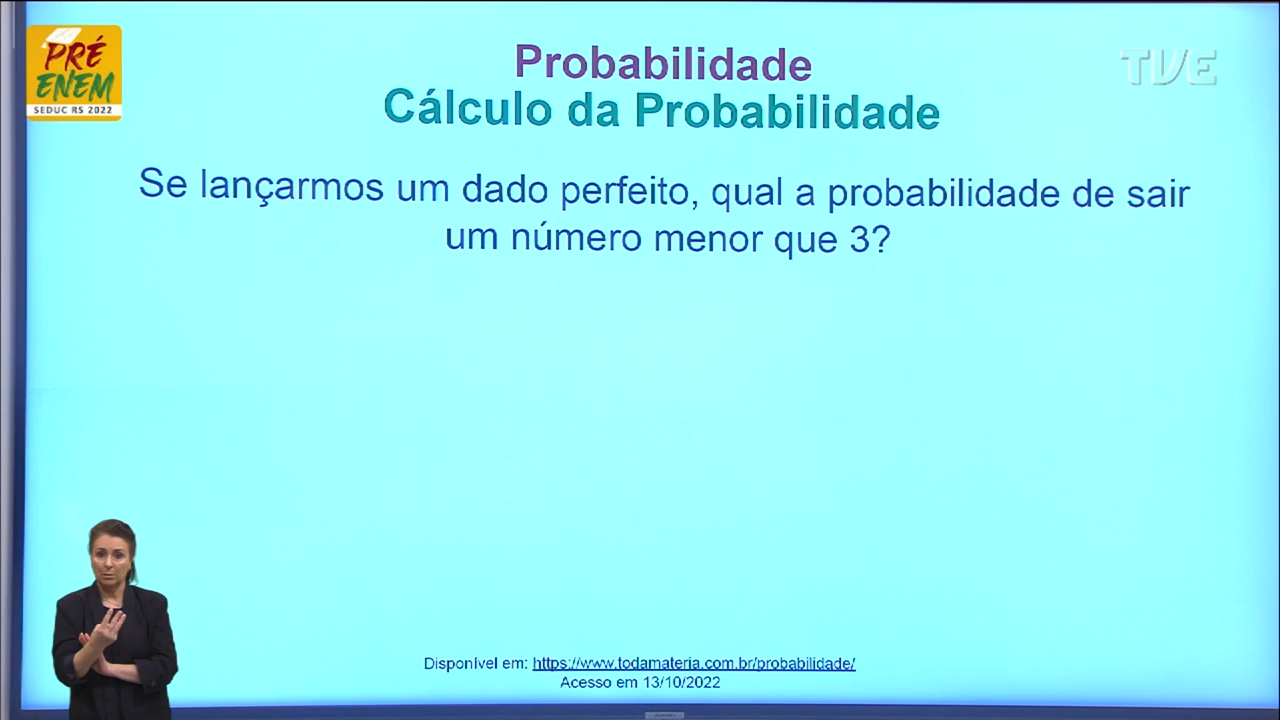 PRÉ
ENEM
SEDUC RS 2022
TVE
Probabilidade
Cálculo da Probabilidade
Se lançarmos um dado perfeito, qual a probabilidade de sair
um número menor que 3?
Disponível em: https://www.todamateria.com.br/probabilidade/
Acesso em 13/10/2022